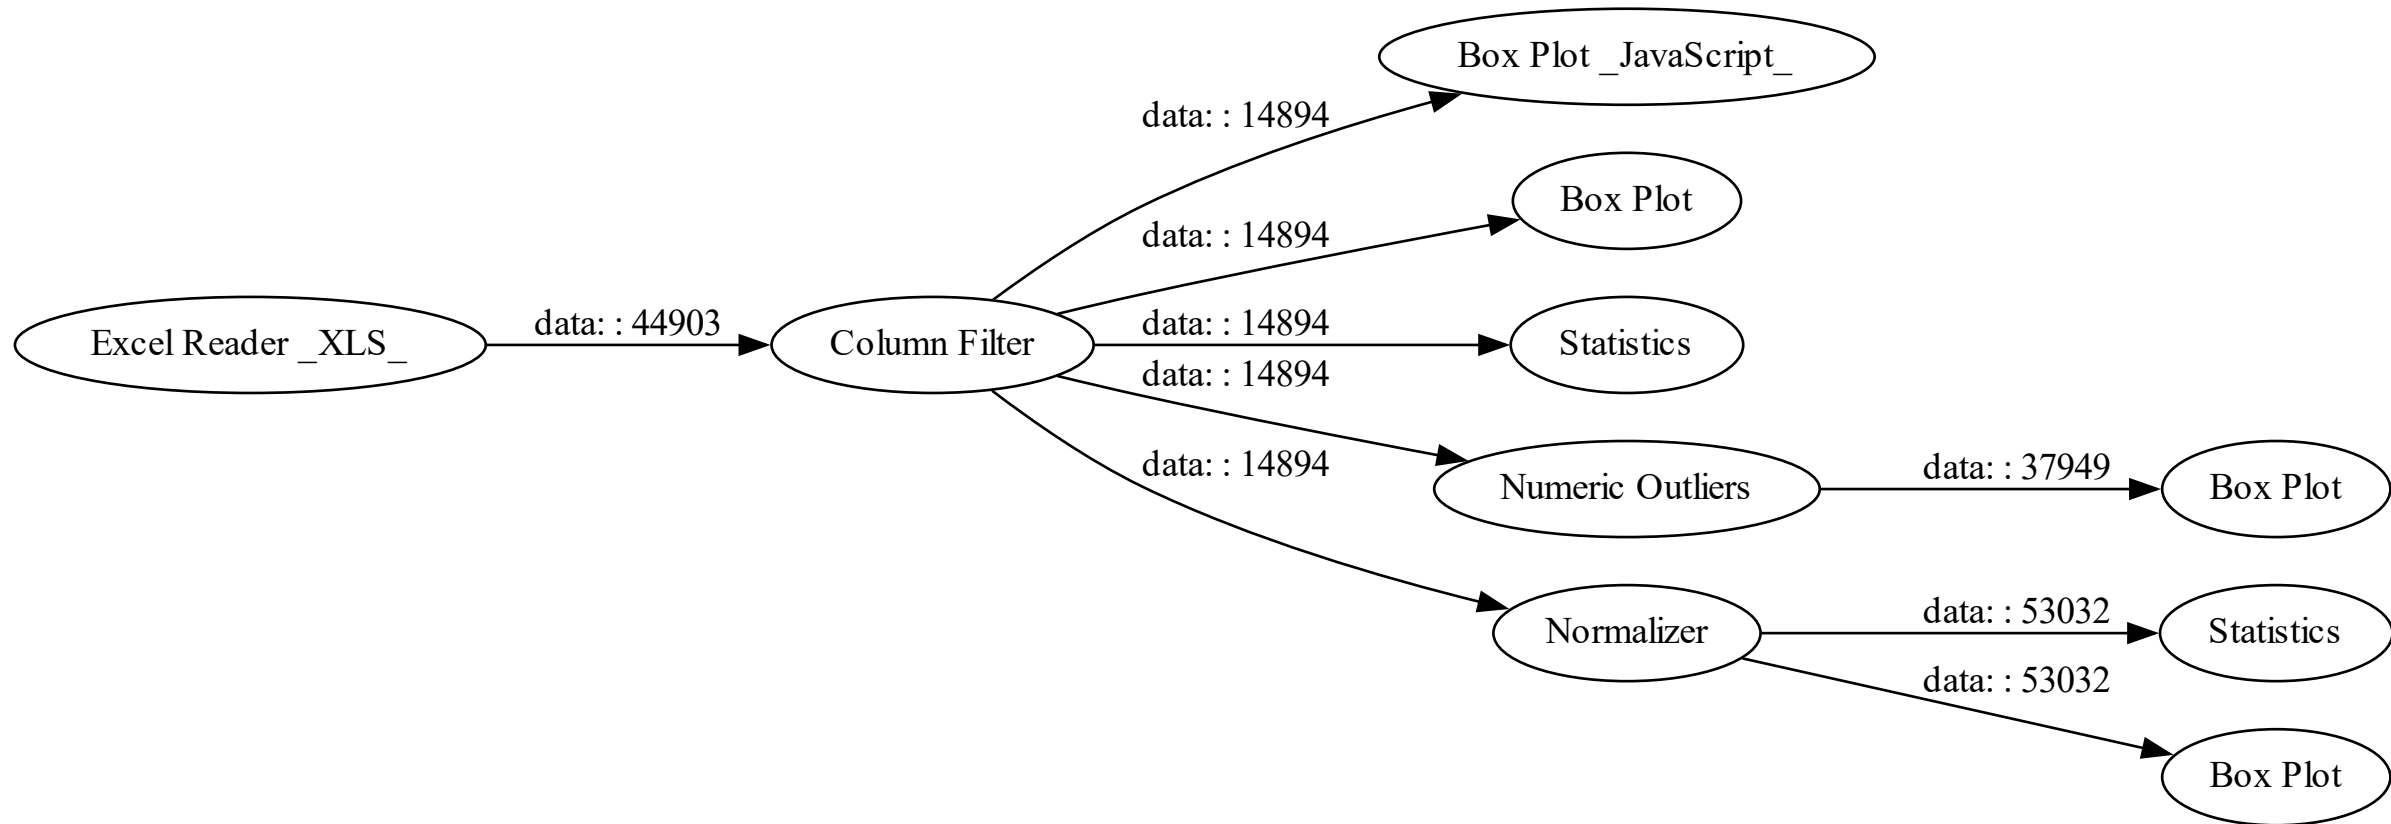 Box Plot _JavaScript_
data: : 14894
Box Plot
data: : 14894
Excel Reader _XLS_
data: : 44903
Column Filter
data: : 14894
Statistics
data: : 14894
Numeric Outliers
data: : 37949
Box Plot
data: : 14894
Normalizer
data: : 53032
Statistics
data: : 53032
Box Plot